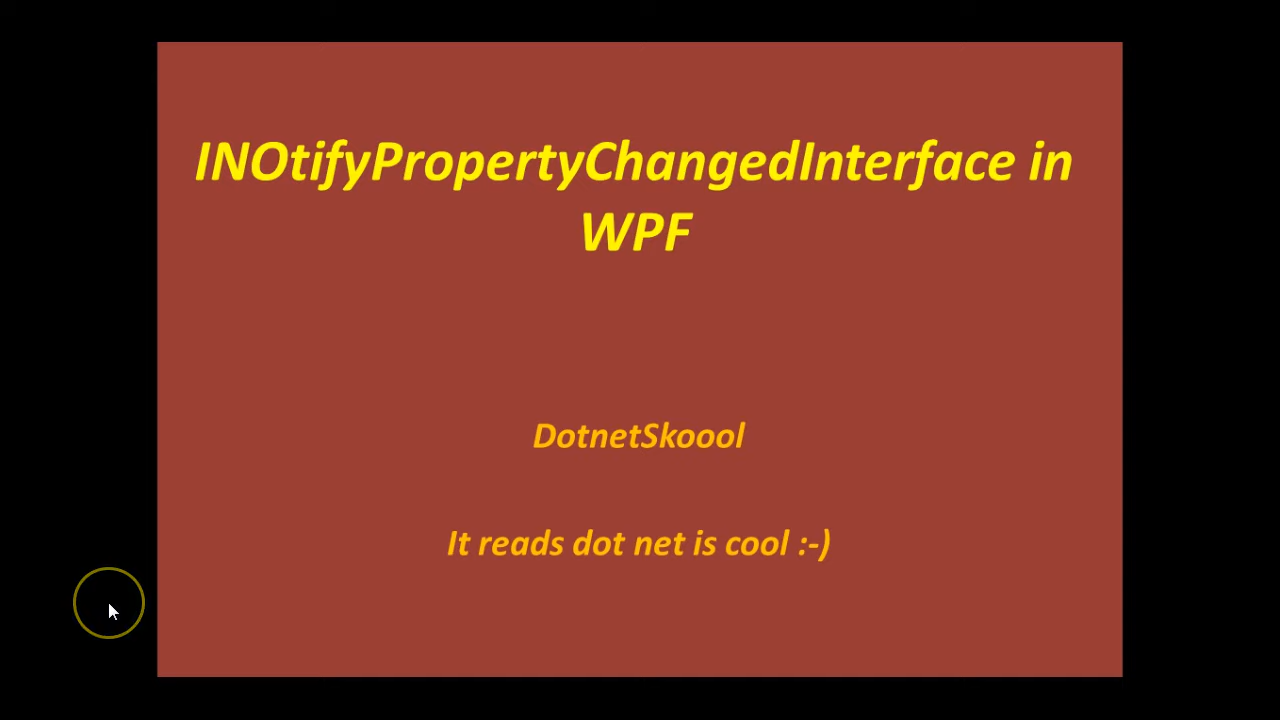 INOtifyPropertyChangedInterface in
WPF
DotnetSkoool
It reads dot net is cool :-)